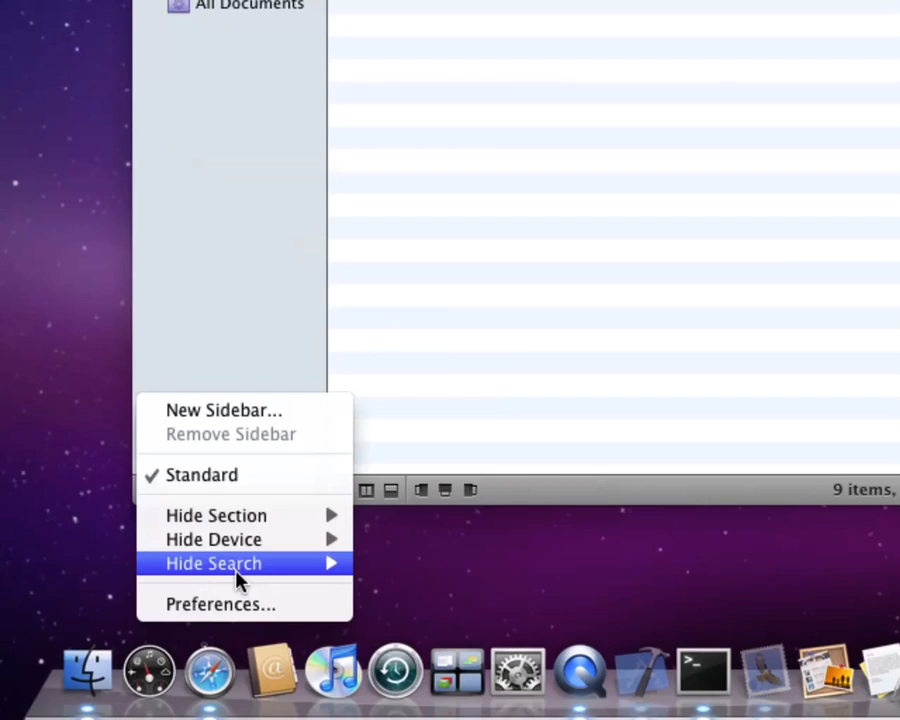 All Documents
New Sidebar...
Remove Sidebar
Standard
9 items,
Hide Section
Hide Device
Hide Search
Preferences...
@
>_